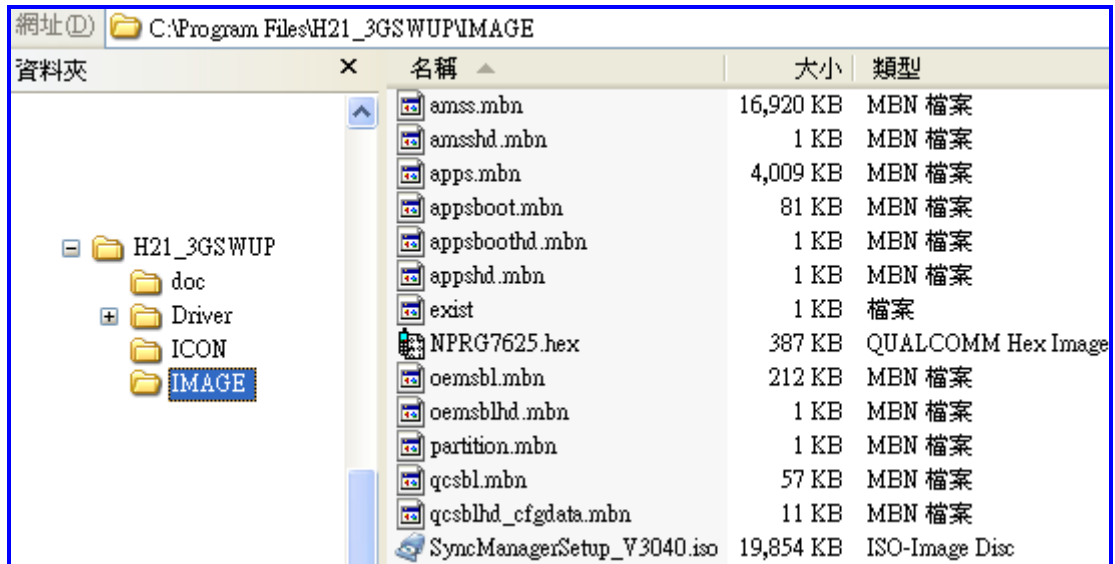 網址(D) C:\Program Files\H21_3GSWUP\IMAGE
資料夾 × 名稱 大小 類型
H21_3GSWUP
doc
Driver
ICON
IMAGE
amss.mbn 16,920 KB MBN 檔案
amsshd.mbn 1 KB MBN 檔案
apps.mbn 4,009 KB MBN 檔案
appsboot.mbn 81 KB MBN 檔案
appsboothd.mbn 1 KB MBN 檔案
appshd.mbn 1 KB MBN 檔案
exist 1 KB 檔案
NPRG7625.hex 387 KB QUALCOMM Hex Image
oemsbl.mbn 212 KB MBN 檔案
oemsblhd.mbn 1 KB MBN 檔案
partition.mbn 1 KB MBN 檔案
qcsbl.mbn 57 KB MBN 檔案
qcsblhd_cfgdata.mbn 11 KB MBN 檔案
SyncManagerSetup_V3040.iso 19,854 KB ISO-Image Disc